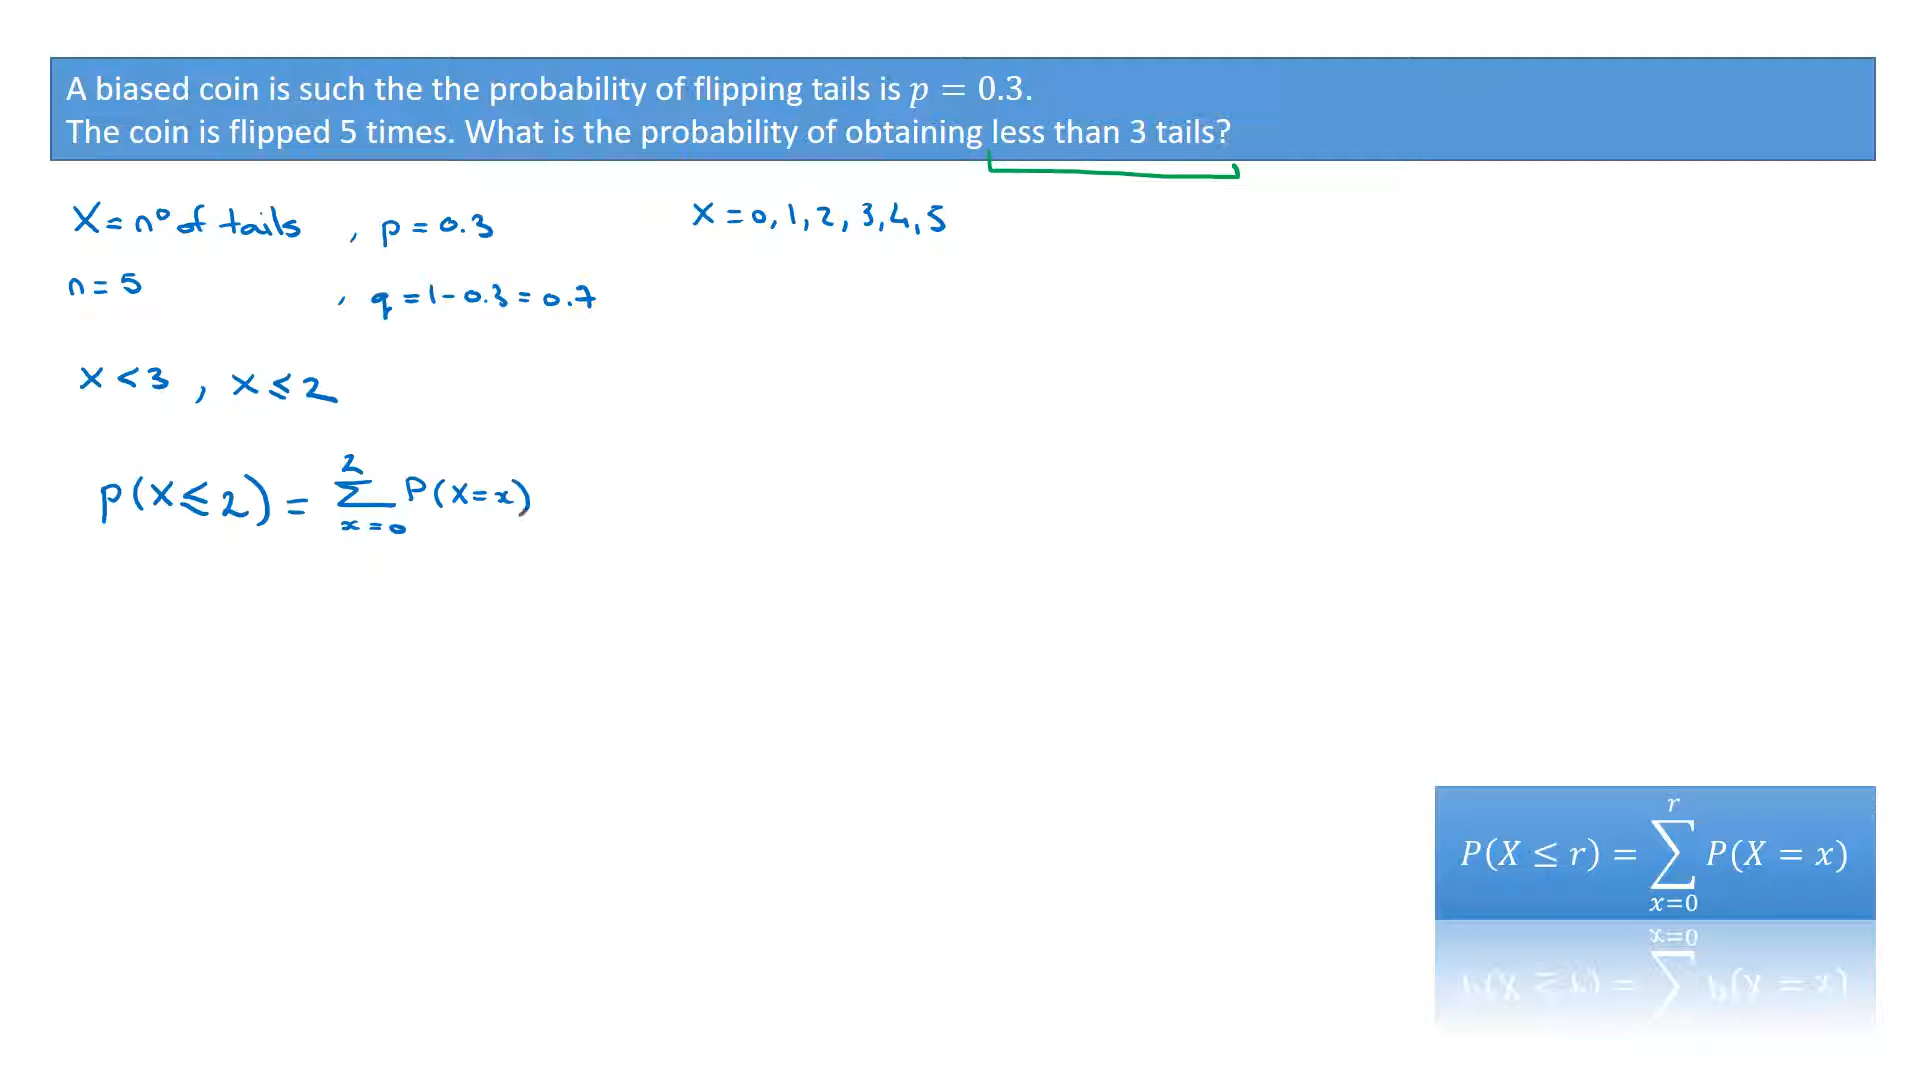 A biased coin is such the the probability of flipping tails is p = 0.3.
The coin is flipped 5 times. What is the probability of obtaining less than 3 tails?
X = nº of tails , p = 0.3
X = 0, 1, 2, 3, 4, 5
n = 5 , q = 1 - 0.3 = 0.7
X < 3 , X ⩽ 2
P(X ⩽ 2) = ∑_{x=0}^{2} P(X = x)
P(X ≤ r) = ∑_{x=0}^{r} P(X = x)